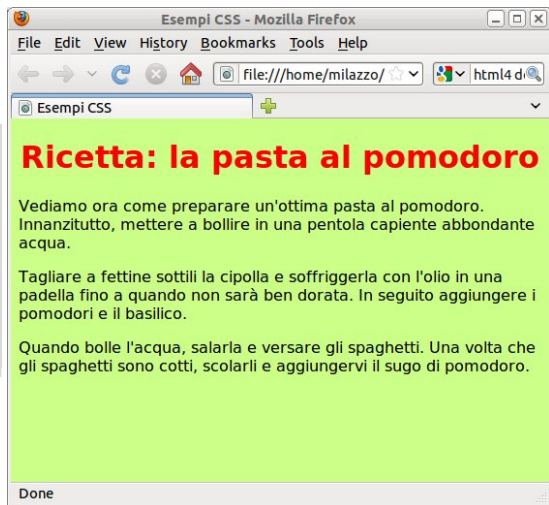 Esempi CSS - Mozilla Firefox
File Edit View History Bookmarks Tools Help
file:///home/milazzo/ html4 d
Esempi CSS
Ricetta: la pasta al pomodoro
Vediamo ora come preparare un'ottima pasta al pomodoro.
Innanzitutto, mettere a bollire in una pentola capiente abbondante
acqua.
Tagliare a fettine sottili la cipolla e soffriggerla con l'olio in una
padella fino a quando non sarà ben dorata. In seguito aggiungere i
pomodori e il basilico.
Quando bolle l'acqua, salarla e versare gli spaghetti. Una volta che
gli spaghetti sono cotti, scolarli e aggiungervi il sugo di pomodoro.
Done